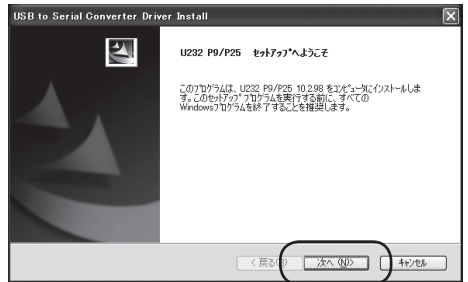 USB to Serial Converter Driver Install
U232 P9/P25 セットアップへようこそ
このプログラムは、U232 P9/P25 10.2.98 をコンピュータにインストールしま
す。このセットアップ プログラムを実行する前に、すべての
Windowsプログラムを終了することを推奨します。
< 戻る(B) 次へ (N)> キャンセル